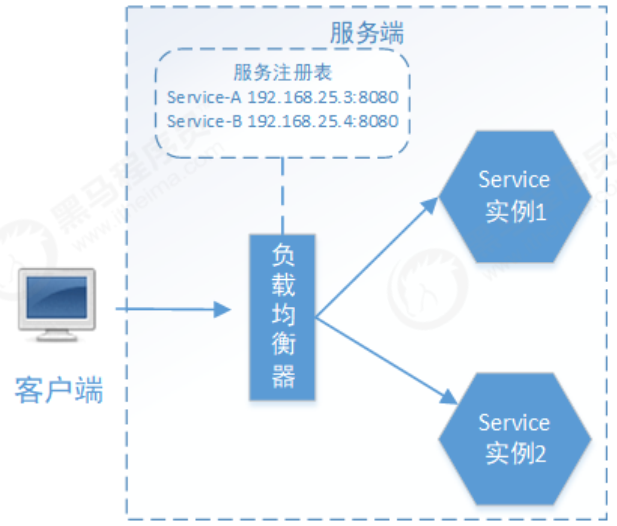 服务端
服务注册表
Service-A 192.168.25.3:8080
Service-B 192.168.25.4:8080
Service
实例1
负
载
均
衡
器
客户端
Service
实例2
黑马程序员
www.itheima.com